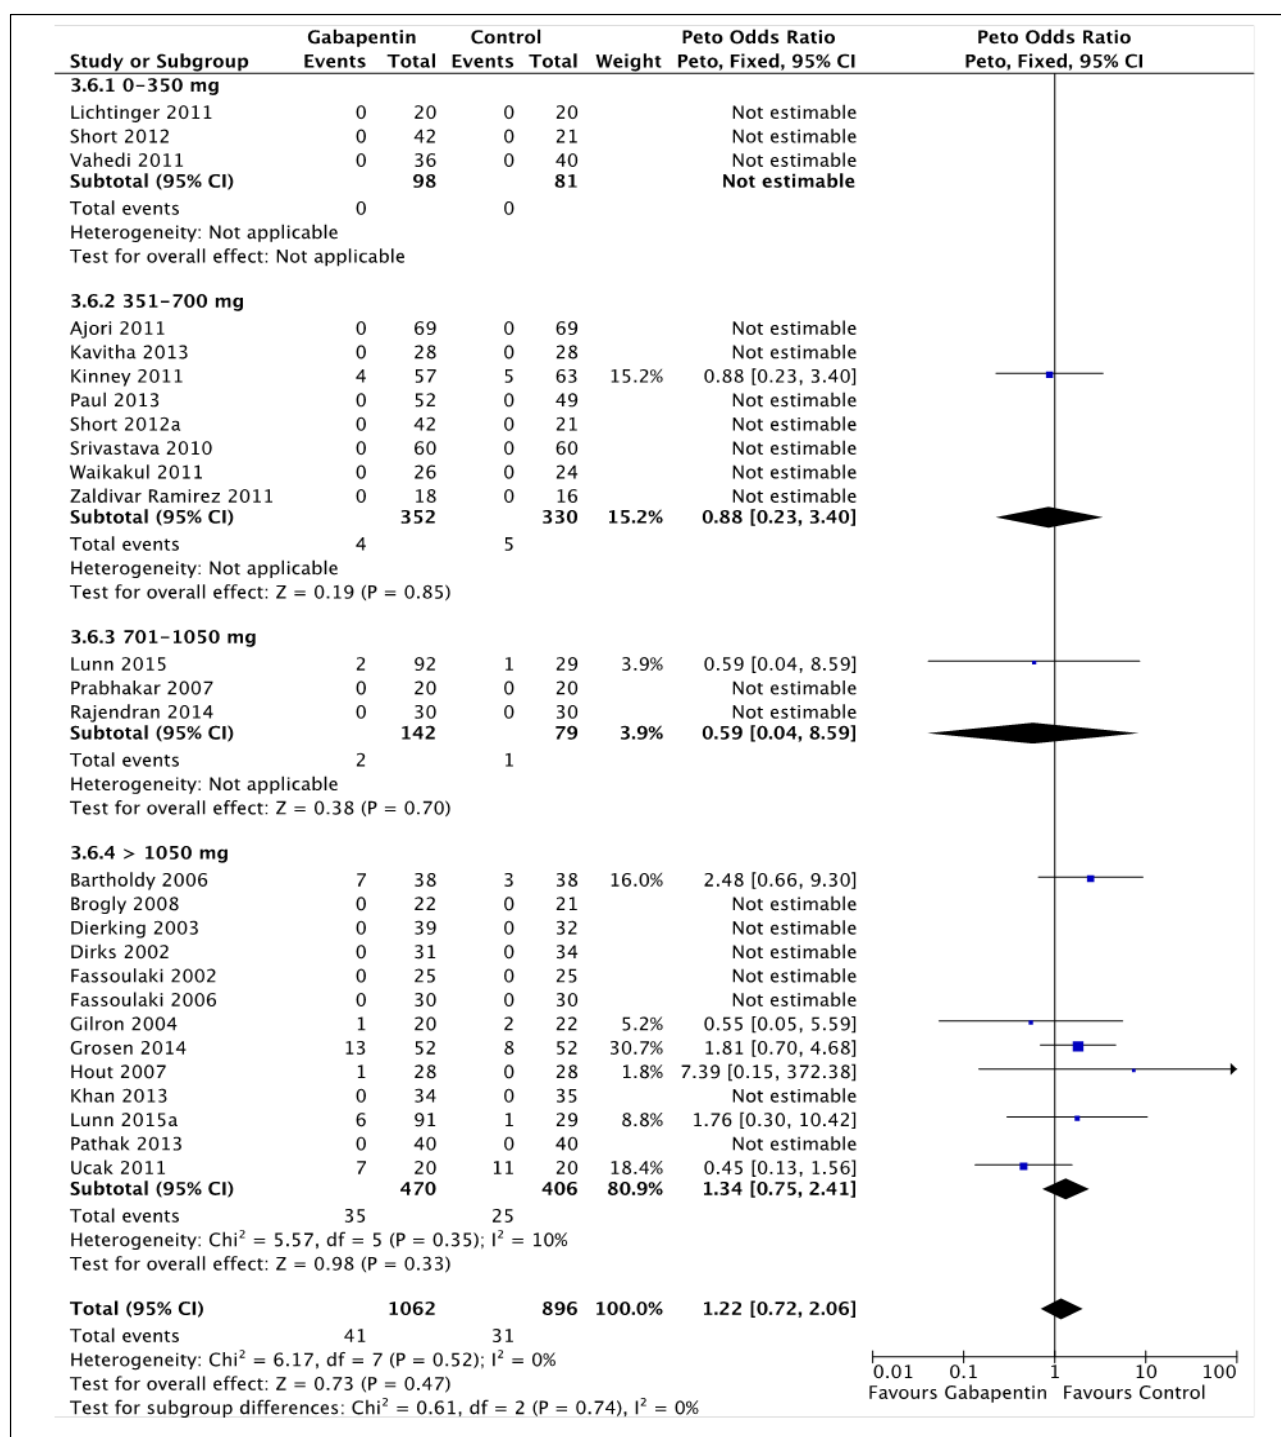 Gabapentin Control Peto Odds Ratio Peto Odds Ratio
Study or Subgroup Events Total Events Total Weight Peto, Fixed, 95% CI Peto, Fixed, 95% CI
3.6.1 0-350 mg
Lichtinger 2011 0 20 0 20 Not estimable
Short 2012 0 42 0 21 Not estimable
Vahedi 2011 0 36 0 40 Not estimable
Subtotal (95% CI) 98 81 Not estimable
Total events 0 0
Heterogeneity: Not applicable
Test for overall effect: Not applicable
3.6.2 351-700 mg
Ajori 2011 0 69 0 69 Not estimable
Kavitha 2013 0 28 0 28 Not estimable
Kinney 2011 4 57 5 63 15.2% 0.88 [0.23, 3.40]
Paul 2013 0 52 0 49 Not estimable
Short 2012a 0 42 0 21 Not estimable
Srivastava 2010 0 60 0 60 Not estimable
Waikakul 2011 0 26 0 24 Not estimable
Zaldivar Ramirez 2011 0 18 0 16 Not estimable
Subtotal (95% CI) 352 330 15.2% 0.88 [0.23, 3.40]
Total events 4 5
Heterogeneity: Not applicable
Test for overall effect: Z = 0.19 (P = 0.85)
3.6.3 701-1050 mg
Lunn 2015 2 92 1 29 3.9% 0.59 [0.04, 8.59]
Prabhakar 2007 0 20 0 20 Not estimable
Rajendran 2014 0 30 0 30 Not estimable
Subtotal (95% CI) 142 79 3.9% 0.59 [0.04, 8.59]
Total events 2 1
Heterogeneity: Not applicable
Test for overall effect: Z = 0.38 (P = 0.70)
3.6.4 > 1050 mg
Bartholdy 2006 7 38 3 38 16.0% 2.48 [0.66, 9.30]
Brogly 2008 0 22 0 21 Not estimable
Dierking 2003 0 39 0 32 Not estimable
Dirks 2002 0 31 0 34 Not estimable
Fassoulaki 2002 0 25 0 25 Not estimable
Fassoulaki 2006 0 30 0 30 Not estimable
Gilron 2004 1 20 2 22 5.2% 0.55 [0.05, 5.59]
Grosen 2014 13 52 8 52 30.7% 1.81 [0.70, 4.68]
Hout 2007 1 28 0 28 1.8% 7.39 [0.15, 372.38]
Khan 2013 0 34 0 35 Not estimable
Lunn 2015a 6 91 1 29 8.8% 1.76 [0.30, 10.42]
Pathak 2013 0 40 0 40 Not estimable
Ucak 2011 7 20 11 20 18.4% 0.45 [0.13, 1.56]
Subtotal (95% CI) 470 406 80.9% 1.34 [0.75, 2.41]
Total events 35 25
Heterogeneity: Chi² = 5.57, df = 5 (P = 0.35); I² = 10%
Test for overall effect: Z = 0.98 (P = 0.33)
Total (95% CI) 1062 896 100.0% 1.22 [0.72, 2.06]
Total events 41 31
Heterogeneity: Chi² = 6.17, df = 7 (P = 0.52); I² = 0%
Test for overall effect: Z = 0.73 (P = 0.47)
Test for subgroup differences: Chi² = 0.61, df = 2 (P = 0.74), I² = 0%
0.01 0.1 1 10 100
Favours Gabapentin Favours Control